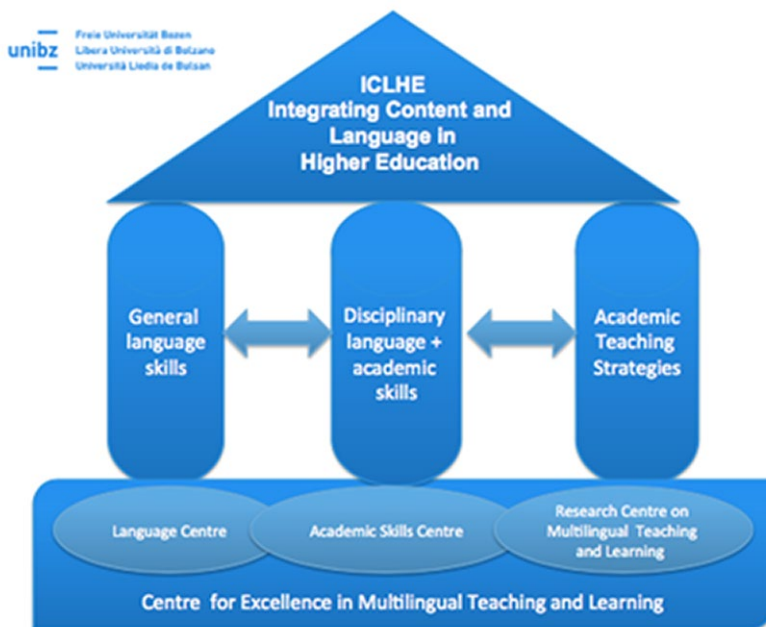 unibz
Freie Universität Bozen
Libera Università di Bolzano
Università Liedia de Bulsan
ICLHE
Integrating Content and
Language in
Higher Education
General
language
skills
Disciplinary
language +
academic
skills
Academic
Teaching
Strategies
Language Centre
Academic Skills Centre
Research Centre on
Multilingual Teaching
and Learning
Centre for Excellence in Multilingual Teaching and Learning